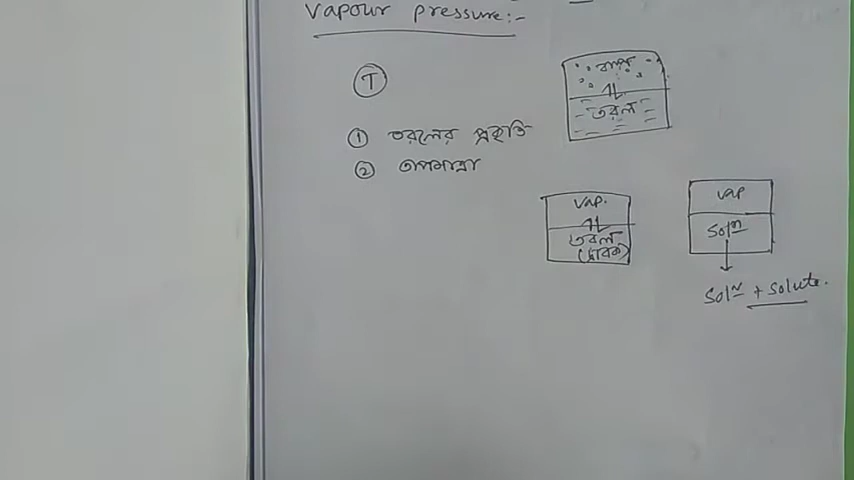 Vapour pressure:-
T
① তরলের প্রকৃতি
② তাপমাত্রা
বাষ্প
⇅
তরল
Vap.
⇅
তরল
(দ্রাবক)
Vap
Solⁿ
Solⁿ + Solute.